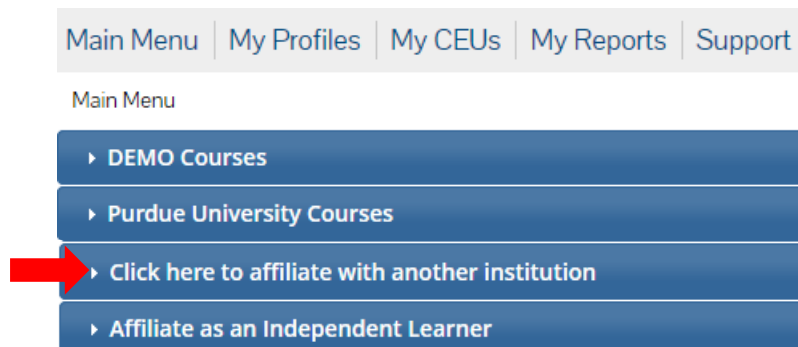 Main Menu My Profiles My CEUs My Reports Support
Main Menu
DEMO Courses
Purdue University Courses
Click here to affiliate with another institution
Affiliate as an Independent Learner